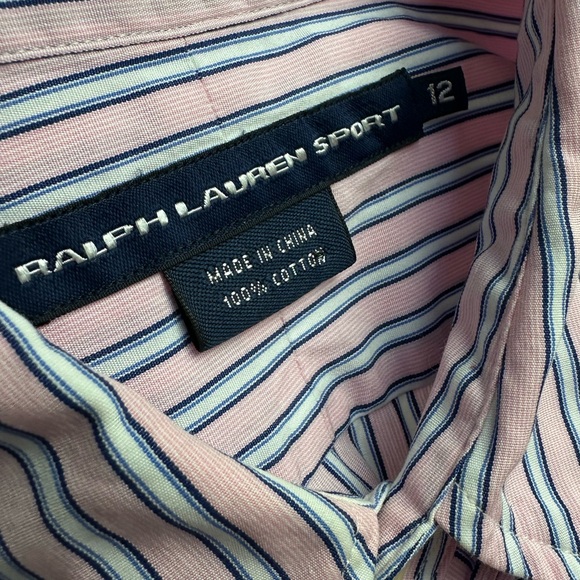 RALPH LAUREN SPORT
12
MADE IN CHINA
100% COTTON